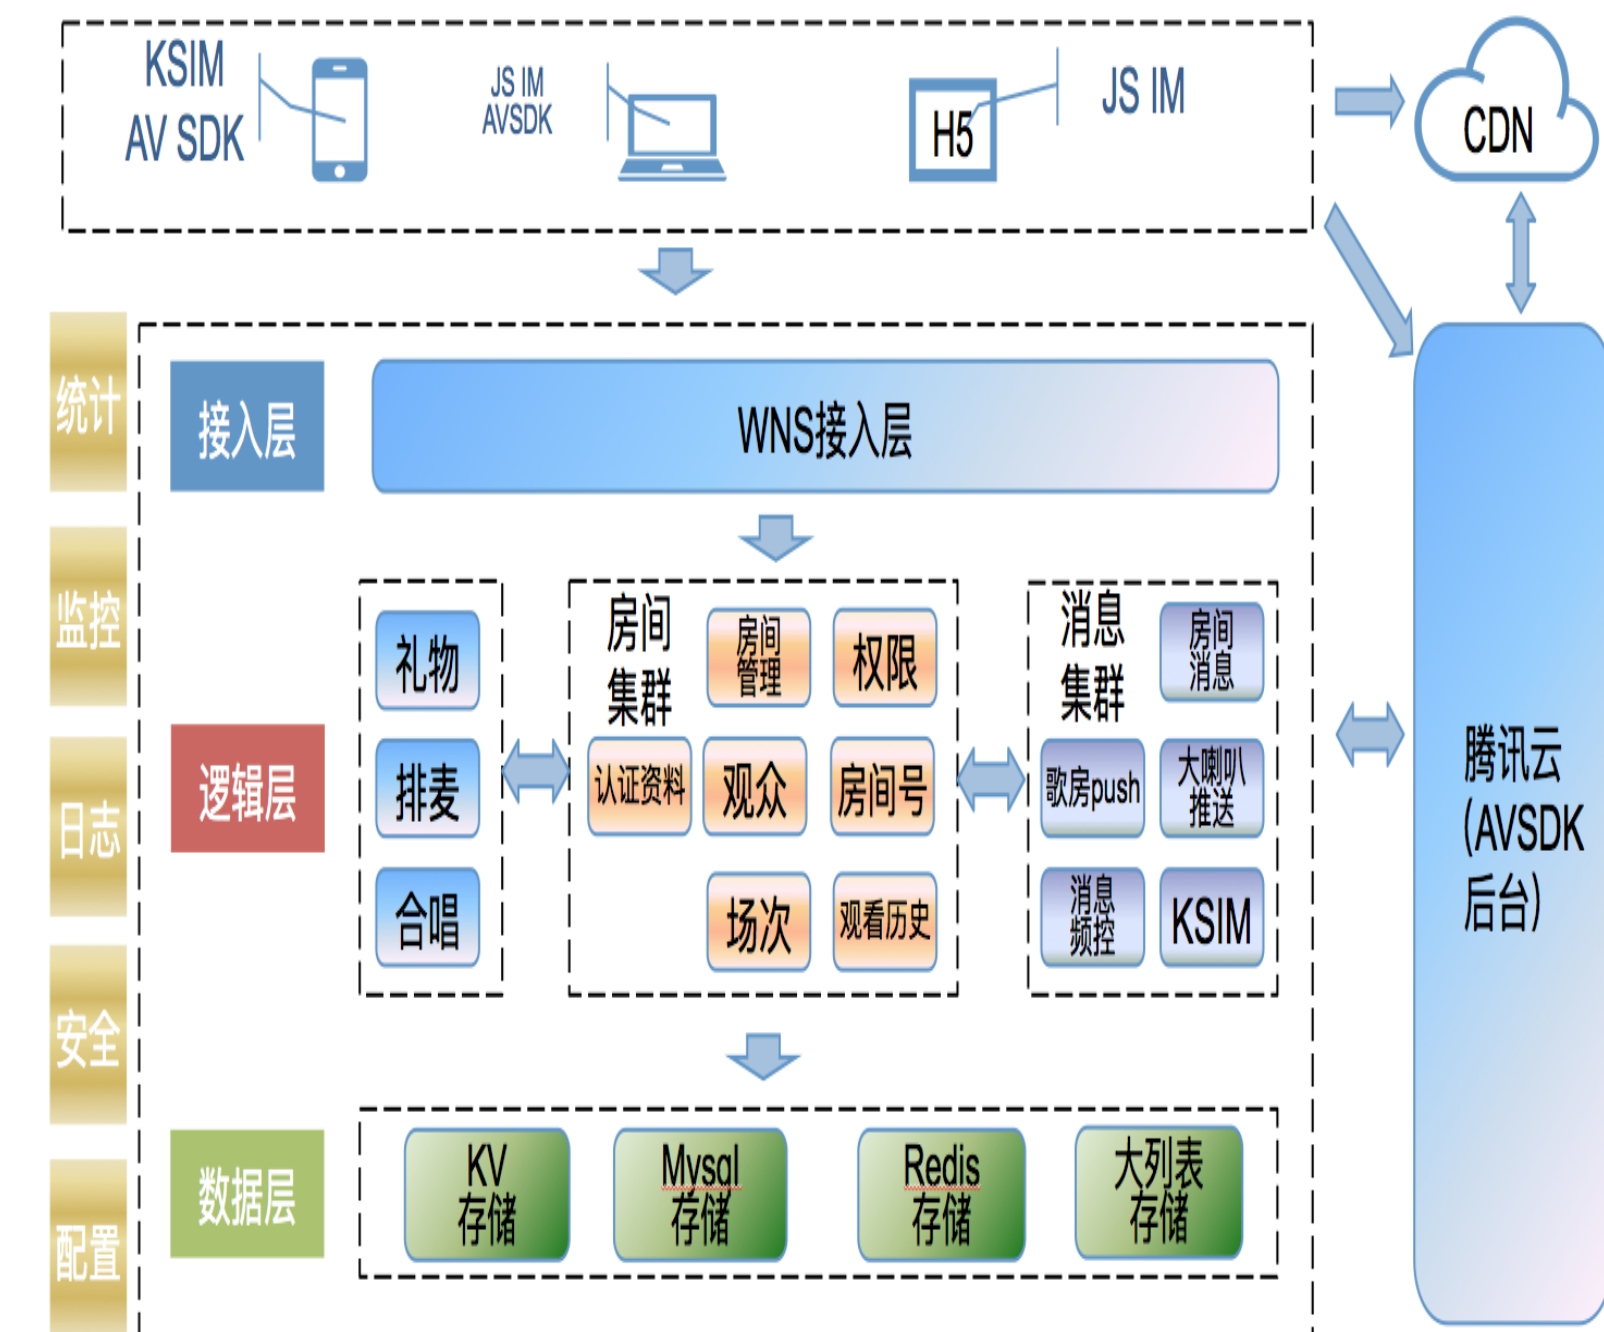 KSIM
AV SDK
JS IM
AVSDK
H5
JS IM
CDN
统计
监控
日志
安全
配置
接入层
WNS接入层
逻辑层
礼物
排麦
合唱
房间
集群
房间
管理
权限
认证资料
观众
房间号
场次
观看历史
消息
集群
房间
消息
歌房push
大喇叭
推送
消息
频控
KSIM
数据层
KV
存储
Mysql
存储
Redis
存储
大列表
存储
腾讯云
(AVSDK
后台)